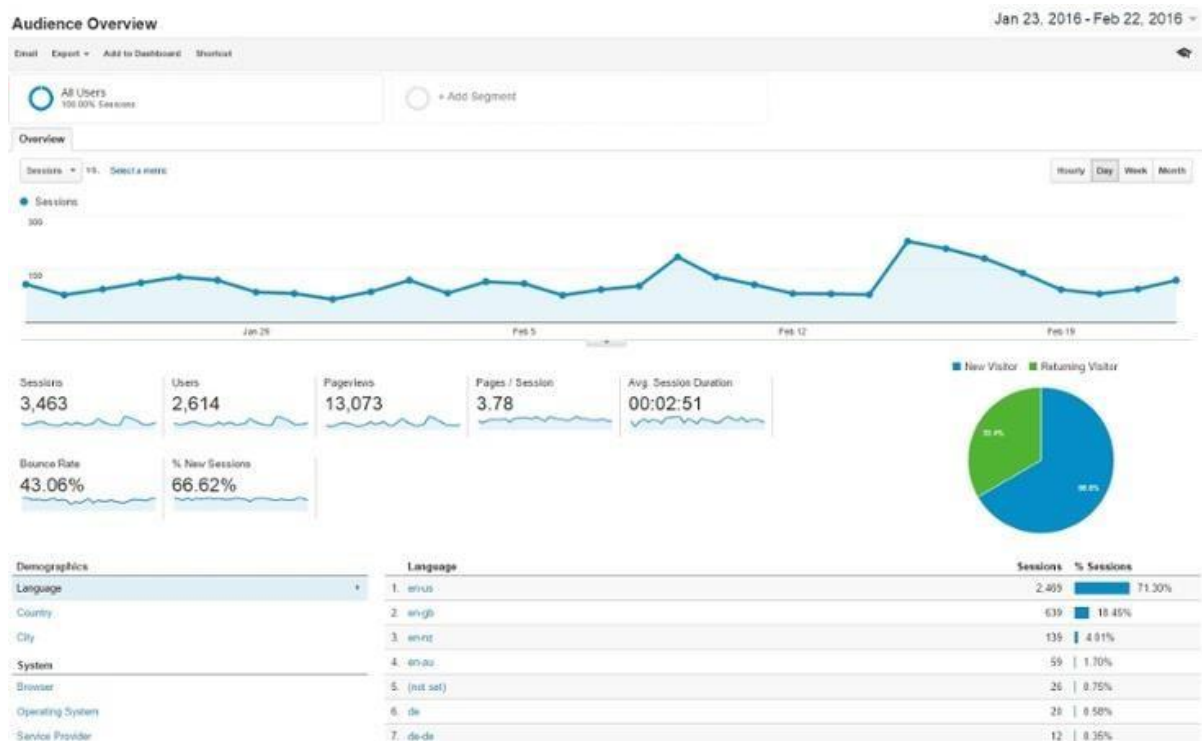 Audience Overview
Jan 23, 2016 - Feb 22, 2016
Email Export Add to Dashboard Shortcut
All Users
100.00% Sessions
+ Add Segment
Overview
Sessions VS. Select a metric
Hourly Day Week Month
Sessions
300
150
Jan 29 Feb 5 Feb 12 Feb 19
New Visitor Returning Visitor
Sessions Users Pageviews Pages / Session Avg. Session Duration
3,463 2,614 13,073 3.78 00:02:51
33.4%
Bounce Rate % New Sessions
43.06% 66.62%
66.6%
Demographics Language Sessions % Sessions
Language 1. en-us 2,469 71.30%
Country 2. en-gb 639 18.45%
City 3. en-nz 139 4.01%
System 4. en-au 59 1.70%
Browser 5. (not set) 26 0.75%
Operating System 6. de 20 0.58%
Service Provider 7. de-de 12 0.35%